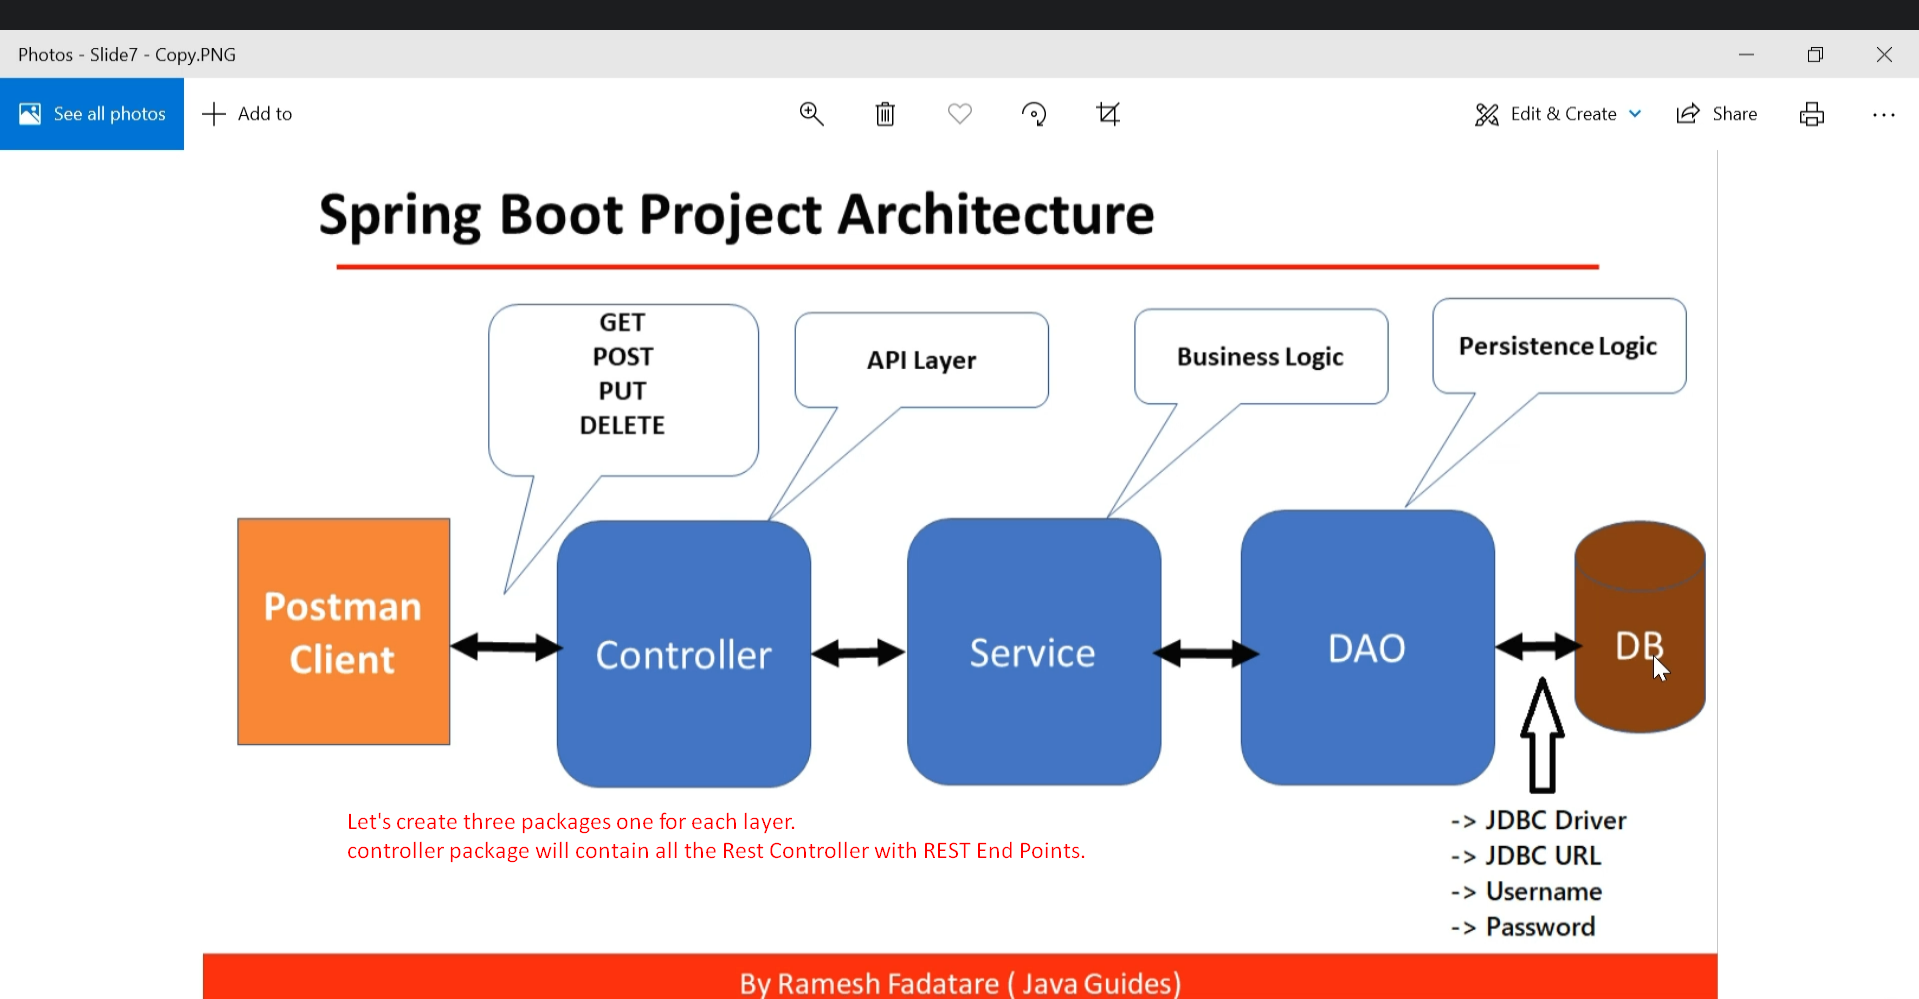 Photos - Slide7 - Copy.PNG
See all photos
Add to
Edit & Create
Share
Spring Boot Project Architecture
GET
POST
PUT
DELETE
API Layer
Business Logic
Persistence Logic
Postman
Client
Controller
Service
DAO
DB
Let's create three packages one for each layer.
controller package will contain all the Rest Controller with REST End Points.
-> JDBC Driver
-> JDBC URL
-> Username
-> Password
By Ramesh Fadatare ( Java Guides)